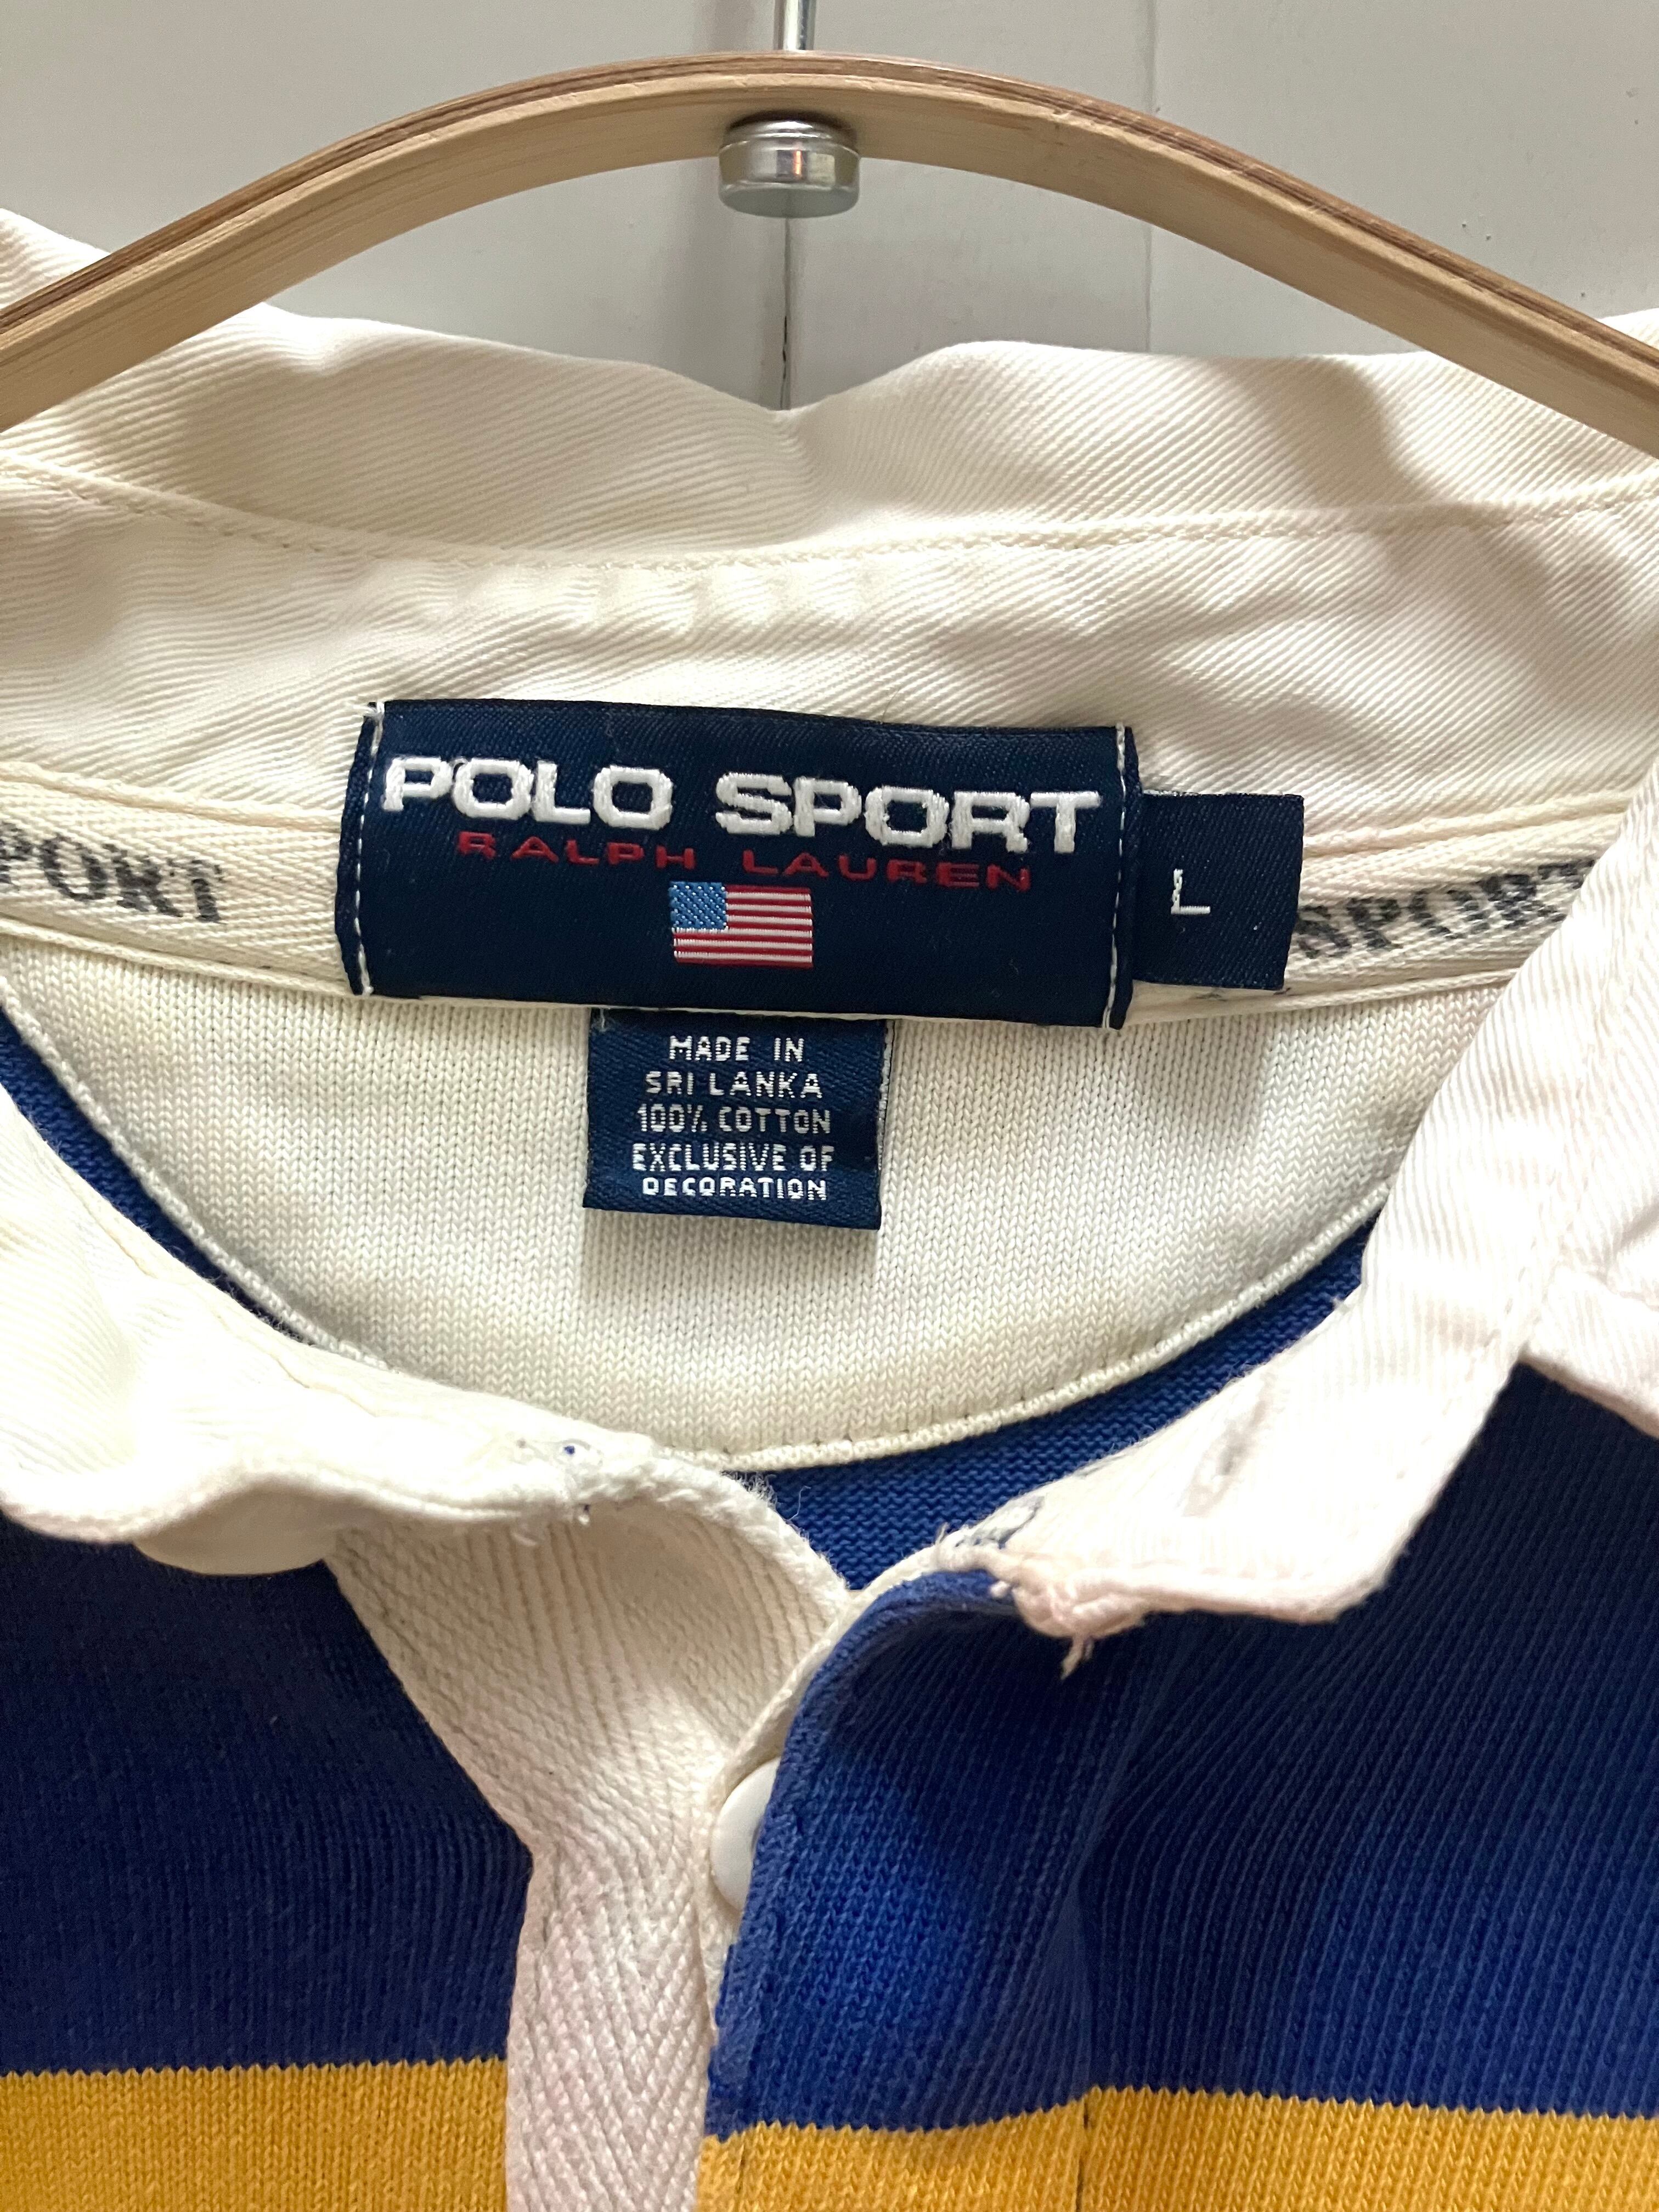 POLO SPORT
RALPH LAUREN
L
PORT
SPORT
MADE IN
SRI LANKA
100% COTTON
EXCLUSIVE OF
DECORATION